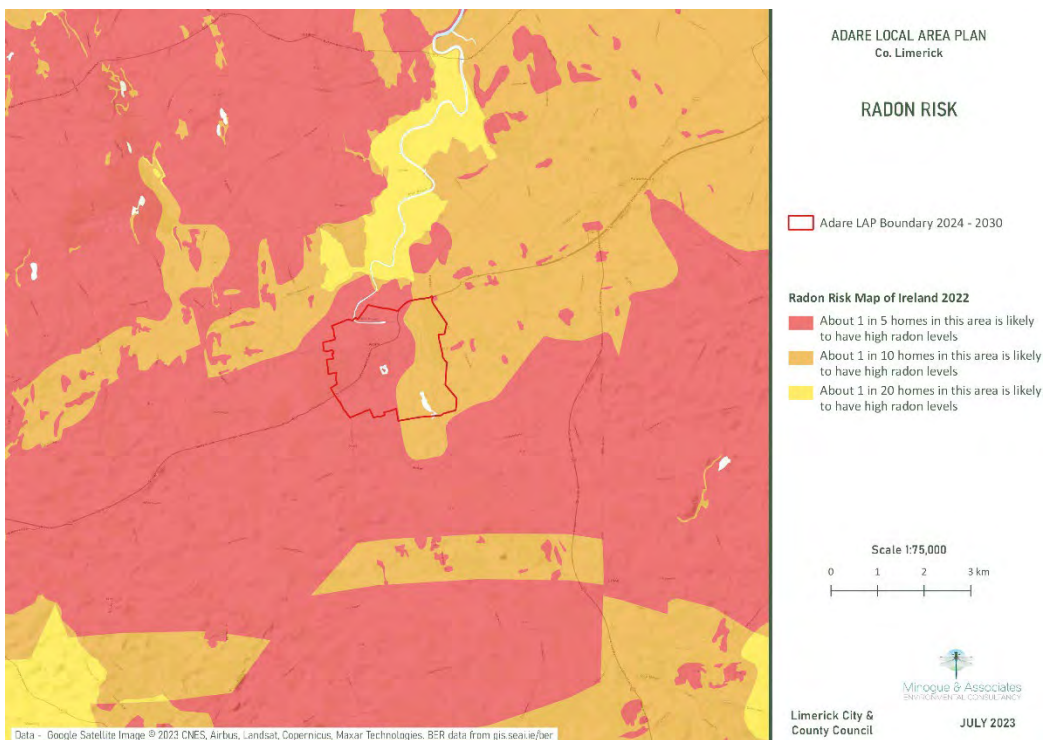 ADARE LOCAL AREA PLAN
Co. Limerick
RADON RISK
Adare LAP Boundary 2024 - 2030
Radon Risk Map of Ireland 2022
About 1 in 5 homes in this area is likely
to have high radon levels
About 1 in 10 homes in this area is likely
to have high radon levels
About 1 in 20 homes in this area is likely
to have high radon levels
Scale 1:75,000
0 1 2 3 km
Minogue & Associates
ENVIRONMENTAL CONSULTANCY
Limerick City &
County Council
JULY 2023
Data - Google Satellite Image © 2023 CNES, Airbus, Landsat, Copernicus, Maxar Technologies, BER data from gis.seai.ie/ber